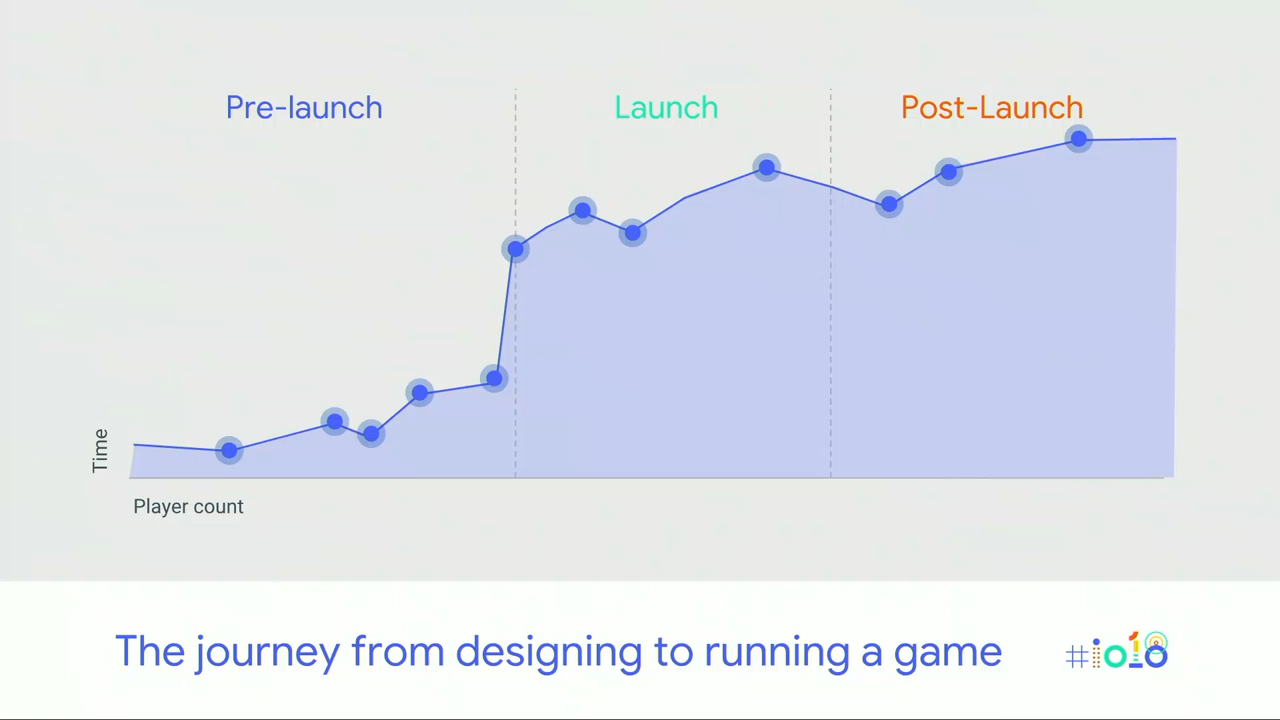 Pre-launch
Launch
Post-Launch
Time
Player count
The journey from designing to running a game
#io18